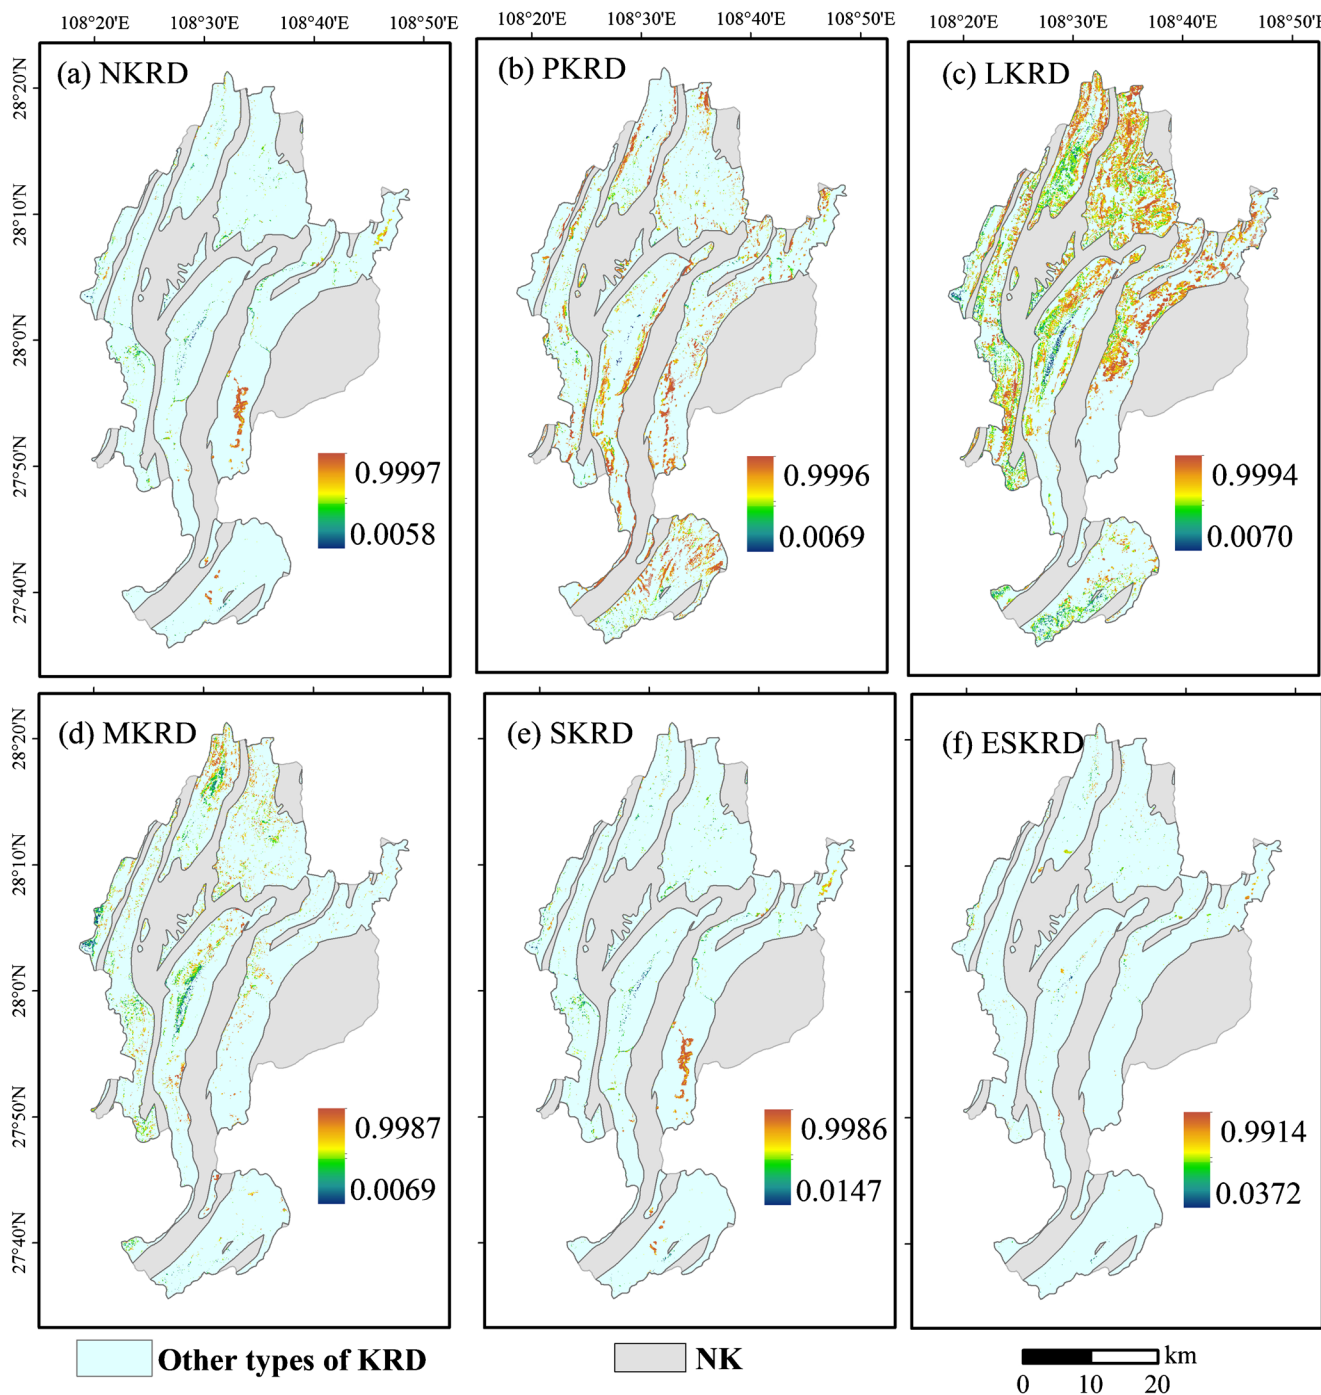 108°20'E 108°30'E 108°40'E 108°50'E 108°20'E 108°30'E 108°40'E 108°50'E 108°20'E 108°30'E 108°40'E 108°50'E
(a) NKRD
(b) PKRD
(c) LKRD
28°20'N
28°10'N
28°0'N
27°50'N
27°40'N
0.9997
0.0058
0.9996
0.0069
0.9994
0.0070
(d) MKRD
(e) SKRD
(f) ESKRD
28°20'N
28°10'N
28°0'N
27°50'N
27°40'N
0.9987
0.0069
0.9986
0.0147
0.9914
0.0372
Other types of KRD
NK
km
0 10 20